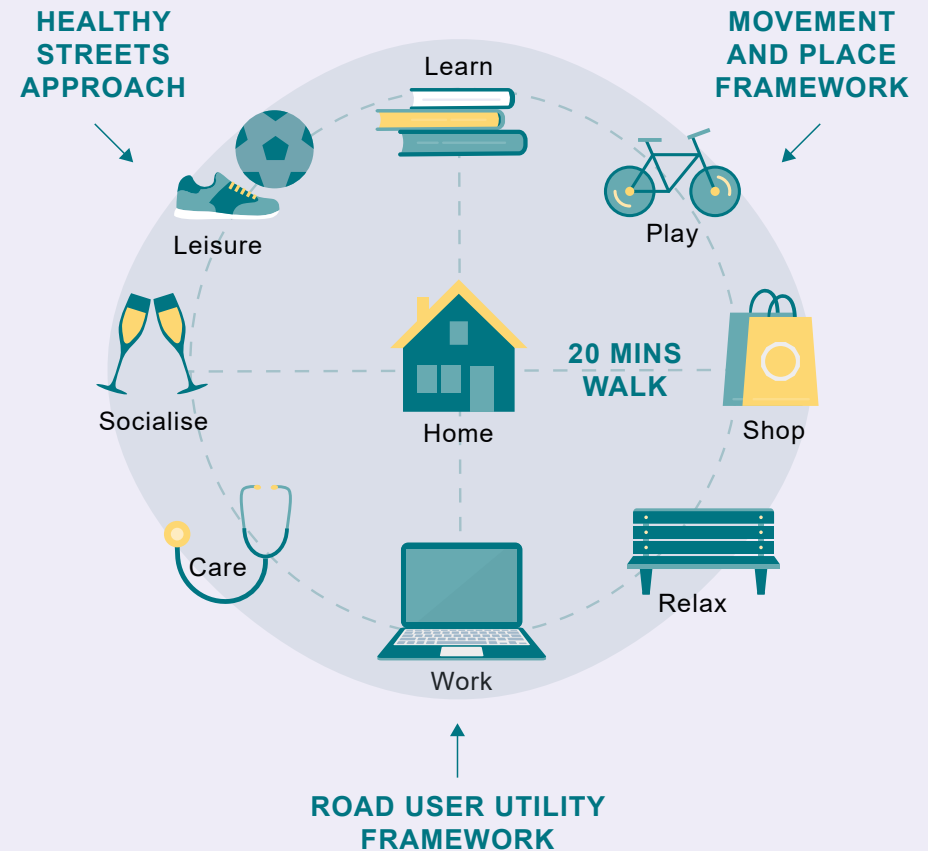 HEALTHY
STREETS
APPROACH
MOVEMENT
AND PLACE
FRAMEWORK
Learn
Leisure
Play
20 MINS
WALK
Socialise
Home
Shop
Care
Relax
Work
ROAD USER UTILITY
FRAMEWORK